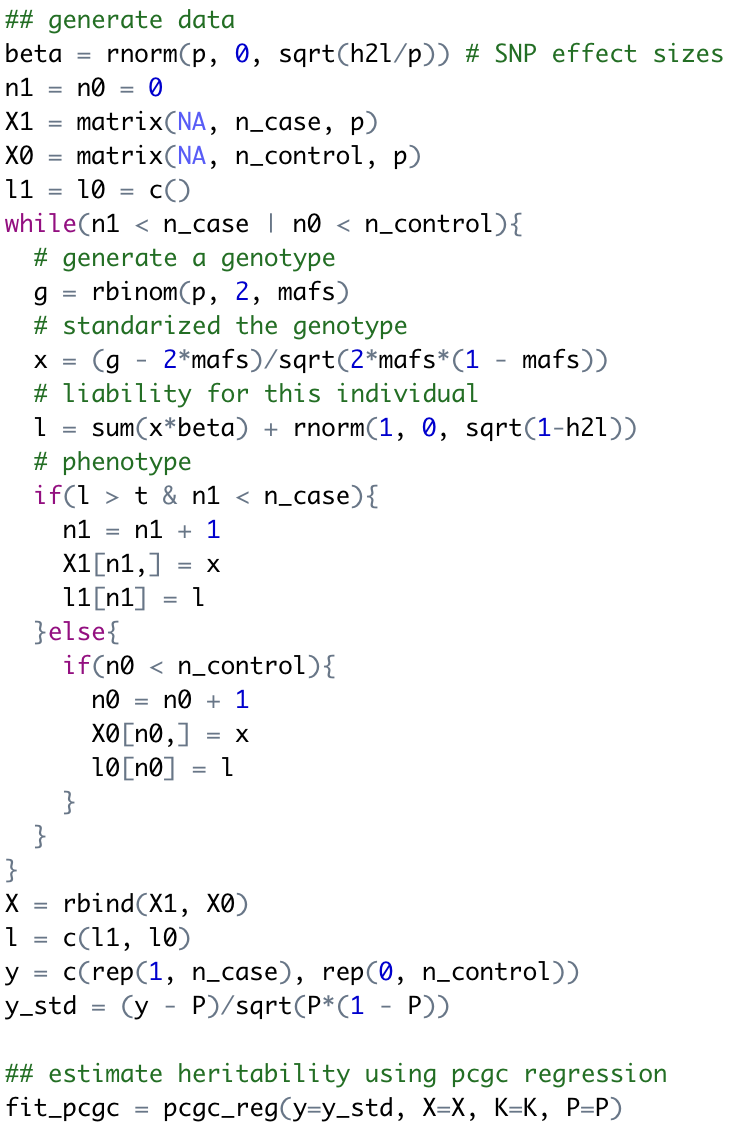 ## generate data
beta = rnorm(p, 0, sqrt(h2l/p)) # SNP effect sizes
n1 = n0 = 0
X1 = matrix(NA, n_case, p)
X0 = matrix(NA, n_control, p)
l1 = l0 = c()
while(n1 < n_case | n0 < n_control){
  # generate a genotype
  g = rbinom(p, 2, mafs)
  # standarized the genotype
  x = (g - 2*mafs)/sqrt(2*mafs*(1 - mafs))
  # liability for this individual
  l = sum(x*beta) + rnorm(1, 0, sqrt(1-h2l))
  # phenotype
  if(l > t & n1 < n_case){
    n1 = n1 + 1
    X1[n1,] = x
    l1[n1] = l
  }else{
    if(n0 < n_control){
      n0 = n0 + 1
      X0[n0,] = x
      l0[n0] = l
    }
  }
}
X = rbind(X1, X0)
l = c(l1, l0)
y = c(rep(1, n_case), rep(0, n_control))
y_std = (y - P)/sqrt(P*(1 - P))

## estimate heritability using pcgc regression
fit_pcgc = pcgc_reg(y=y_std, X=X, K=K, P=P)